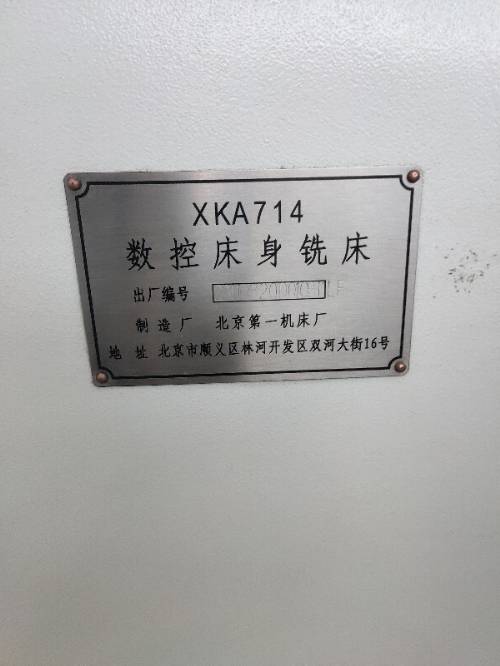 XKA714
数控床身铣床
出厂编号
制造厂 北京第一机床厂
地址 北京市顺义区林河开发区双河大街16号